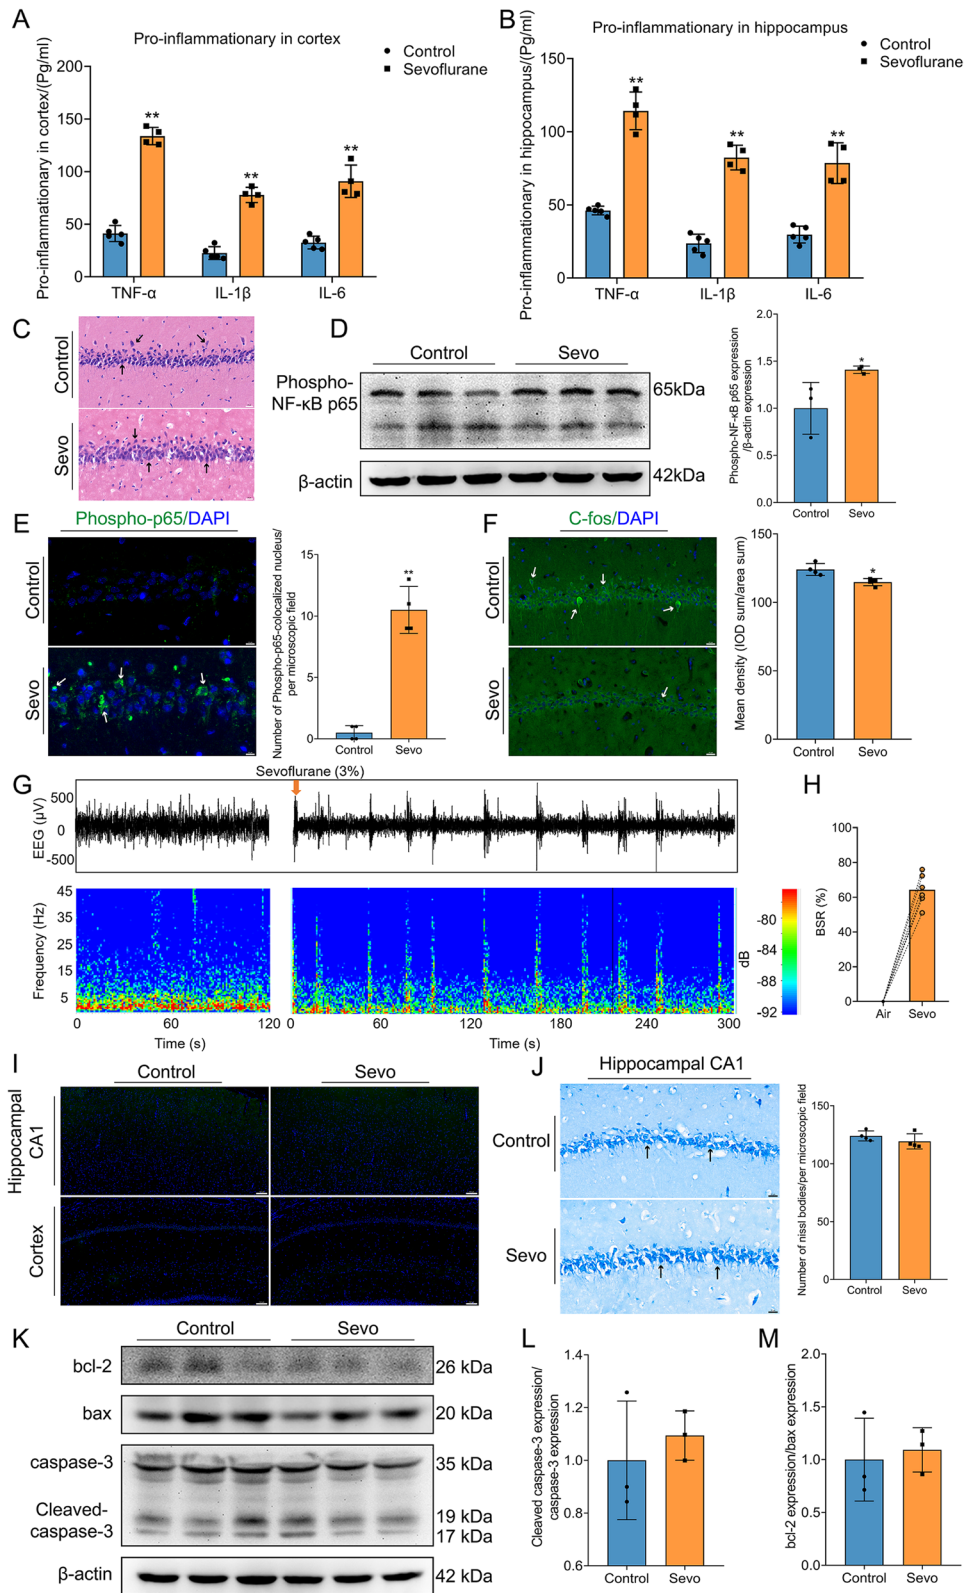 A
Pro-inflammationary in cortex
Control
Sevoflurane
Pro-inflammationary in cortex/(Pg/ml)
200
150
100
50
0
**
**
**
TNF-α
IL-1β
IL-6
B
Pro-inflammationary in hippocampus
Control
Sevoflurane
Pro-inflammationary in hippocampus/(Pg/ml)
150
100
50
0
**
**
**
TNF-α
IL-1β
IL-6
C
Control
Sevo
D
Control
Sevo
Phospho-
NF-κB p65
65kDa
β-actin
42kDa
Phospho-NF-κB p65 expression
/β-actin expression
2.0
1.5
1.0
0.5
0.0
*
Control
Sevo
E
Phospho-p65/DAPI
Control
Sevo
Number of Phospho-p65-colocalized nucleus/
per microscopic field
15
10
5
0
**
Control
Sevo
F
C-fos/DAPI
Control
Sevo
Mean density (IOD sum/area sum)
150
100
50
0
*
Control
Sevo
G
Sevoflurane (3%)
EEG (µV)
500
0
-500
Frequency (Hz)
45
35
25
15
5
0
60
120
Time (s)
0
60
120
180
240
300
Time (s)
dB
-80
-84
-88
-92
H
BSR (%)
100
80
60
40
20
0
Air
Sevo
I
Control
Sevo
Hippocampal
CA1
Cortex
J
Hippocampal CA1
Control
Sevo
Number of nissl bodies/per microscopic field
150
100
50
0
Control
Sevo
K
Control
Sevo
bcl-2
26 kDa
bax
20 kDa
caspase-3
35 kDa
Cleaved-
caspase-3
19 kDa
17 kDa
β-actin
42 kDa
L
Cleaved caspase-3 expression/
caspase-3 expression
1.4
1.2
1.0
0.8
0.6
Control
Sevo
M
bcl-2 expression/bax expression
2.0
1.5
1.0
0.5
0.0
Control
Sevo